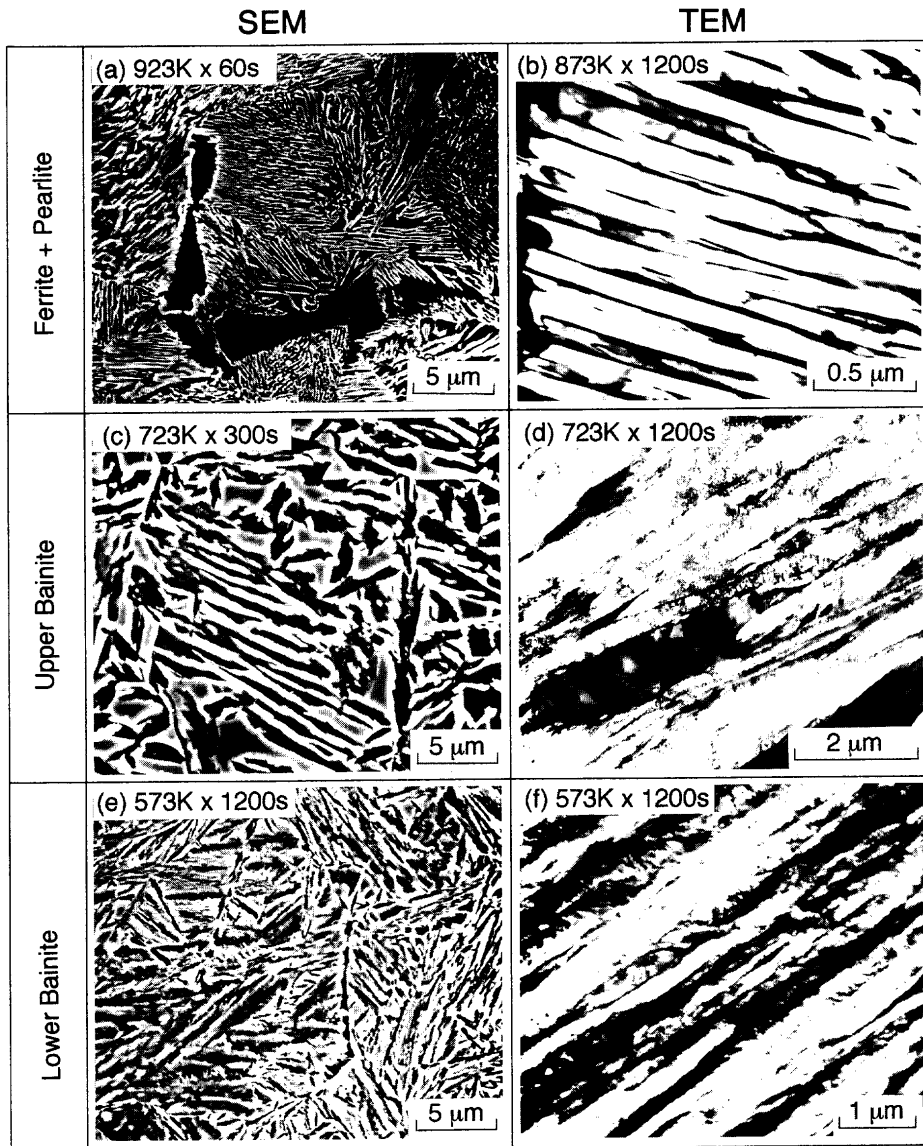 SEM
TEM
Ferrite + Pearlite
(a) 923K x 60s
5 μm
(b) 873K x 1200s
0.5 μm
Upper Bainite
(c) 723K x 300s
5 μm
(d) 723K x 1200s
2 μm
Lower Bainite
(e) 573K x 1200s
5 μm
(f) 573K x 1200s
1 μm